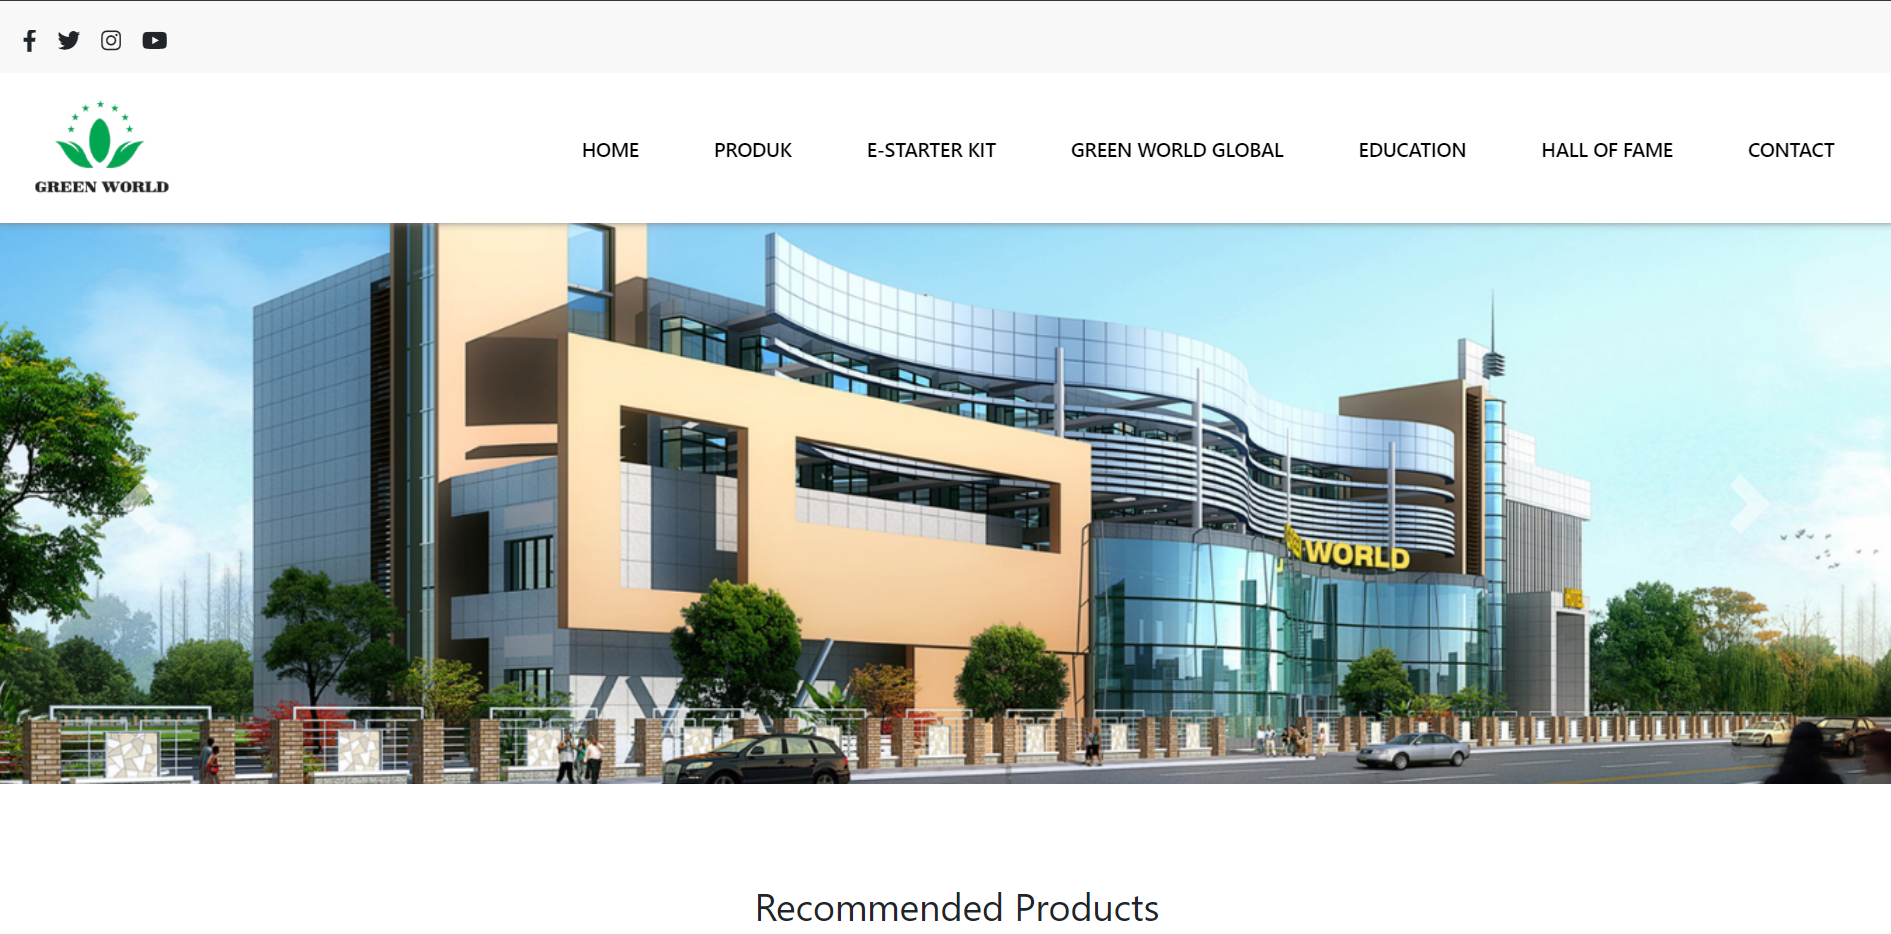 GREEN WORLD
HOME PRODUK E-STARTER KIT GREEN WORLD GLOBAL EDUCATION HALL OF FAME CONTACT
WORLD
Recommended Products